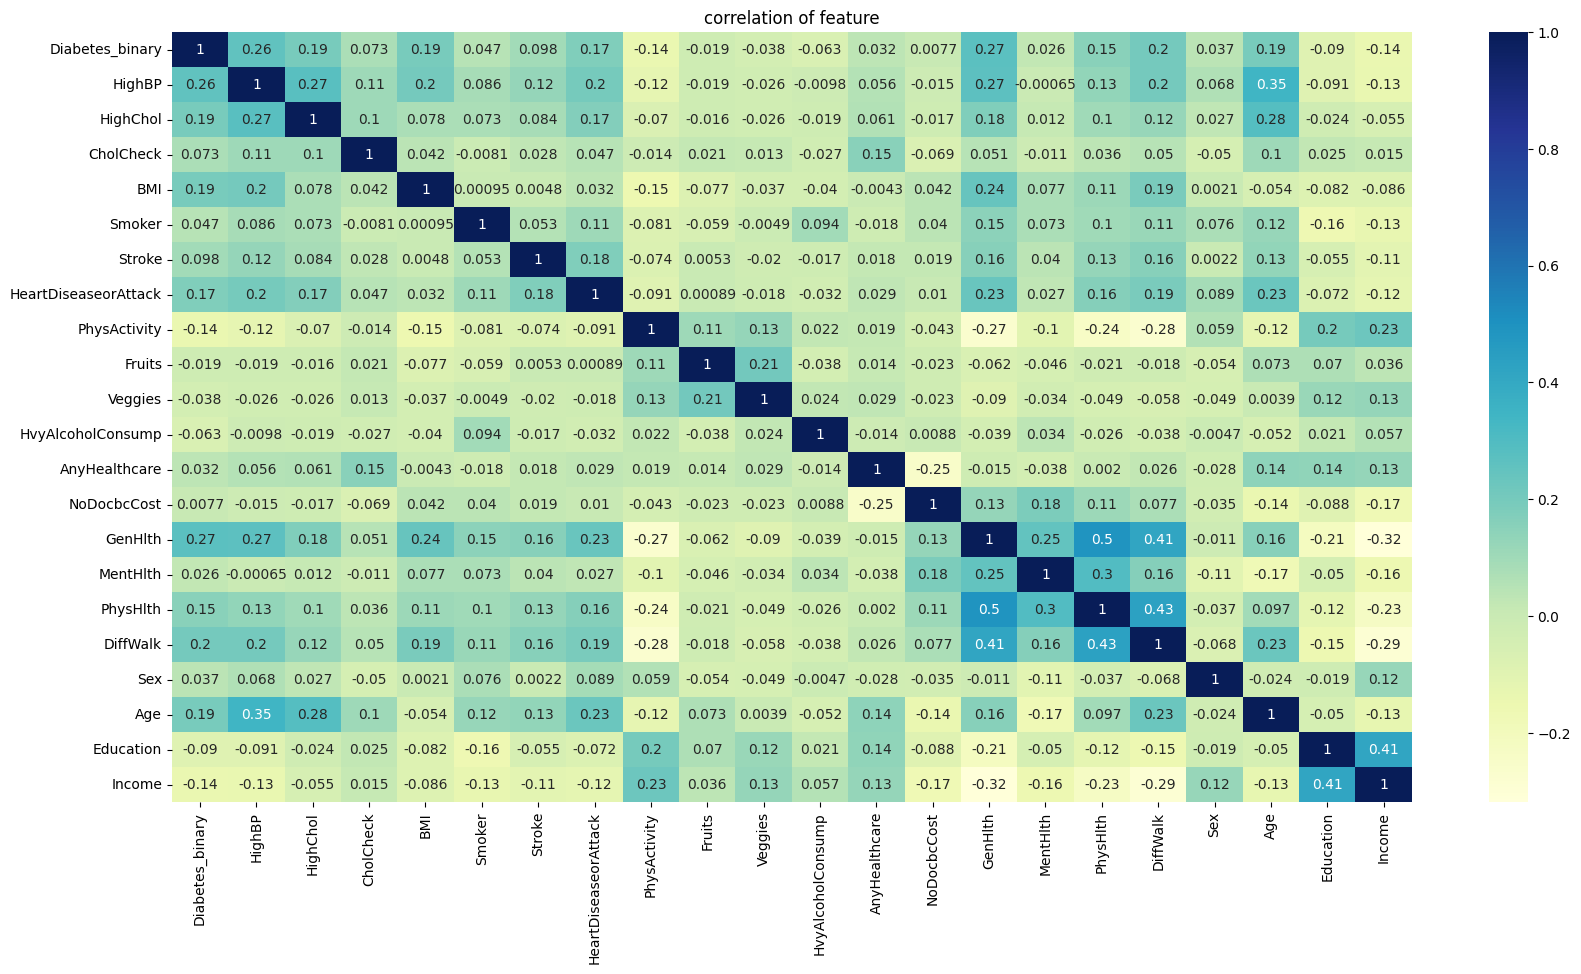 correlation of feature
Diabetes_binary 1 0.26 0.19 0.073 0.19 0.047 0.098 0.17 -0.14 -0.019 -0.038 -0.063 0.032 0.0077 0.27 0.026 0.15 0.2 0.037 0.19 -0.09 -0.14
HighBP 0.26 1 0.27 0.11 0.2 0.086 0.12 0.2 -0.12 -0.019 -0.026 -0.0098 0.056 -0.015 0.27 -0.00065 0.13 0.2 0.068 0.35 -0.091 -0.13
HighChol 0.19 0.27 1 0.1 0.078 0.073 0.084 0.17 -0.07 -0.016 -0.026 -0.019 0.061 -0.017 0.18 0.012 0.1 0.12 0.027 0.28 -0.024 -0.055
CholCheck 0.073 0.11 0.1 1 0.042 -0.0081 0.028 0.047 -0.014 0.021 0.013 -0.027 0.15 -0.069 0.051 -0.011 0.036 0.05 -0.05 0.1 0.025 0.015
BMI 0.19 0.2 0.078 0.042 1 0.00095 0.0048 0.032 -0.15 -0.077 -0.037 -0.04 -0.0043 0.042 0.24 0.077 0.11 0.19 0.0021 -0.054 -0.082 -0.086
Smoker 0.047 0.086 0.073 -0.0081 0.00095 1 0.053 0.11 -0.081 -0.059 -0.0049 0.094 -0.018 0.04 0.15 0.073 0.1 0.11 0.076 0.12 -0.16 -0.13
Stroke 0.098 0.12 0.084 0.028 0.0048 0.053 1 0.18 -0.074 0.0053 -0.02 -0.017 0.018 0.019 0.16 0.04 0.13 0.16 0.0022 0.13 -0.055 -0.11
HeartDiseaseorAttack 0.17 0.2 0.17 0.047 0.032 0.11 0.18 1 -0.091 0.00089 -0.018 -0.032 0.029 0.01 0.23 0.027 0.16 0.19 0.089 0.23 -0.072 -0.12
PhysActivity -0.14 -0.12 -0.07 -0.014 -0.15 -0.081 -0.074 -0.091 1 0.11 0.13 0.022 0.019 -0.043 -0.27 -0.1 -0.24 -0.28 0.059 -0.12 0.2 0.23
Fruits -0.019 -0.019 -0.016 0.021 -0.077 -0.059 0.0053 0.00089 0.11 1 0.21 -0.038 0.014 -0.023 -0.062 -0.046 -0.021 -0.018 -0.054 0.073 0.07 0.036
Veggies -0.038 -0.026 -0.026 0.013 -0.037 -0.0049 -0.02 -0.018 0.13 0.21 1 0.024 0.029 -0.023 -0.09 -0.034 -0.049 -0.058 -0.049 0.0039 0.12 0.13
HvyAlcoholConsump -0.063 -0.0098 -0.019 -0.027 -0.04 0.094 -0.017 -0.032 0.022 -0.038 0.024 1 -0.014 0.0088 -0.039 0.034 -0.026 -0.038 -0.0047 -0.052 0.021 0.057
AnyHealthcare 0.032 0.056 0.061 0.15 -0.0043 -0.018 0.018 0.029 0.019 0.014 0.029 -0.014 1 -0.25 -0.015 -0.038 0.002 0.026 -0.028 0.14 0.14 0.13
NoDocbcCost 0.0077 -0.015 -0.017 -0.069 0.042 0.04 0.019 0.01 -0.043 -0.023 -0.023 0.0088 -0.25 1 0.13 0.18 0.11 0.077 -0.035 -0.14 -0.088 -0.17
GenHlth 0.27 0.27 0.18 0.051 0.24 0.15 0.16 0.23 -0.27 -0.062 -0.09 -0.039 -0.015 0.13 1 0.25 0.5 0.41 -0.011 0.16 -0.21 -0.32
MentHlth 0.026 -0.00065 0.012 -0.011 0.077 0.073 0.04 0.027 -0.1 -0.046 -0.034 0.034 -0.038 0.18 0.25 1 0.3 0.16 -0.11 -0.17 -0.05 -0.16
PhysHlth 0.15 0.13 0.1 0.036 0.11 0.1 0.13 0.16 -0.24 -0.021 -0.049 -0.026 0.002 0.11 0.5 0.3 1 0.43 -0.037 0.097 -0.12 -0.23
DiffWalk 0.2 0.2 0.12 0.05 0.19 0.11 0.16 0.19 -0.28 -0.018 -0.058 -0.038 0.026 0.077 0.41 0.16 0.43 1 -0.068 0.23 -0.15 -0.29
Sex 0.037 0.068 0.027 -0.05 0.0021 0.076 0.0022 0.089 0.059 -0.054 -0.049 -0.0047 -0.028 -0.035 -0.011 -0.11 -0.037 -0.068 1 -0.024 -0.019 0.12
Age 0.19 0.35 0.28 0.1 -0.054 0.12 0.13 0.23 -0.12 0.073 0.0039 -0.052 0.14 -0.14 0.16 -0.17 0.097 0.23 -0.024 1 -0.05 -0.13
Education -0.09 -0.091 -0.024 0.025 -0.082 -0.16 -0.055 -0.072 0.2 0.07 0.12 0.021 0.14 -0.088 -0.21 -0.05 -0.12 -0.15 -0.019 -0.05 1 0.41
Income -0.14 -0.13 -0.055 0.015 -0.086 -0.13 -0.11 -0.12 0.23 0.036 0.13 0.057 0.13 -0.17 -0.32 -0.16 -0.23 -0.29 0.12 -0.13 0.41 1
Diabetes_binary
HighBP
HighChol
CholCheck
BMI
Smoker
Stroke
HeartDiseaseorAttack
PhysActivity
Fruits
Veggies
HvyAlcoholConsump
AnyHealthcare
NoDocbcCost
GenHlth
MentHlth
PhysHlth
DiffWalk
Sex
Age
Education
Income
1.0
0.8
0.6
0.4
0.2
0.0
−0.2